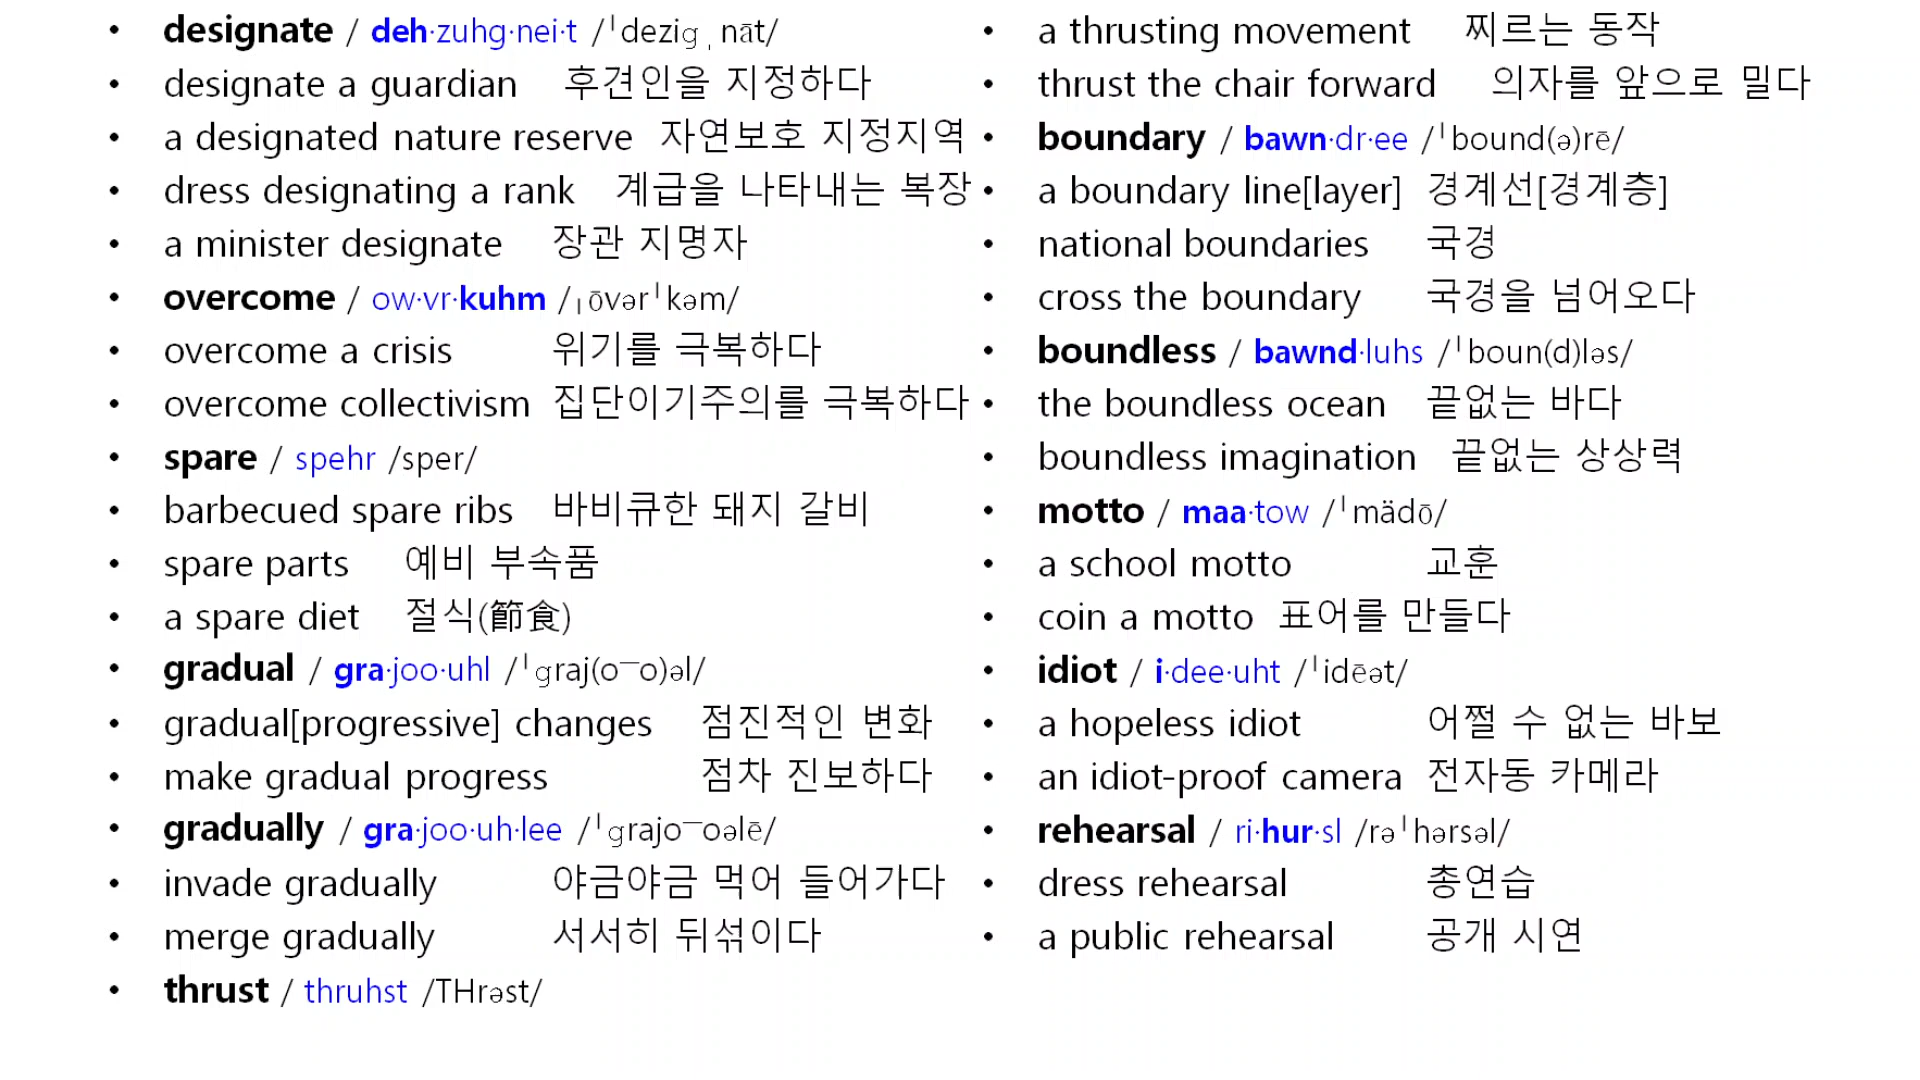 • designate / deh·zuhg·nei·t /ˈdeziɡˌnāt/
• designate a guardian 후견인을 지정하다
• a designated nature reserve 자연보호 지정지역
• dress designating a rank 계급을 나타내는 복장
• a minister designate 장관 지명자
• overcome / ow·vr·kuhm /ˌōvərˈkəm/
• overcome a crisis 위기를 극복하다
• overcome collectivism 집단이기주의를 극복하다
• spare / spehr /sper/
• barbecued spare ribs 바비큐한 돼지 갈비
• spare parts 예비 부속품
• a spare diet 절식(節食)
• gradual / gra·joo·uhl /ˈɡraj(o͞o)əl/
• gradual[progressive] changes 점진적인 변화
• make gradual progress 점차 진보하다
• gradually / gra·joo·uh·lee /ˈɡrajo͞oəlē/
• invade gradually 야금야금 먹어 들어가다
• merge gradually 서서히 뒤섞이다
• thrust / thruhst /THrəst/
• a thrusting movement 찌르는 동작
• thrust the chair forward 의자를 앞으로 밀다
• boundary / bawn·dr·ee /ˈbound(ə)rē/
• a boundary line[layer] 경계선[경계층]
• national boundaries 국경
• cross the boundary 국경을 넘어오다
• boundless / bawnd·luhs /ˈboun(d)ləs/
• the boundless ocean 끝없는 바다
• boundless imagination 끝없는 상상력
• motto / maa·tow /ˈmädō/
• a school motto 교훈
• coin a motto 표어를 만들다
• idiot / i·dee·uht /ˈidēət/
• a hopeless idiot 어쩔 수 없는 바보
• an idiot-proof camera 전자동 카메라
• rehearsal / ri·hur·sl /rəˈhərsəl/
• dress rehearsal 총연습
• a public rehearsal 공개 시연